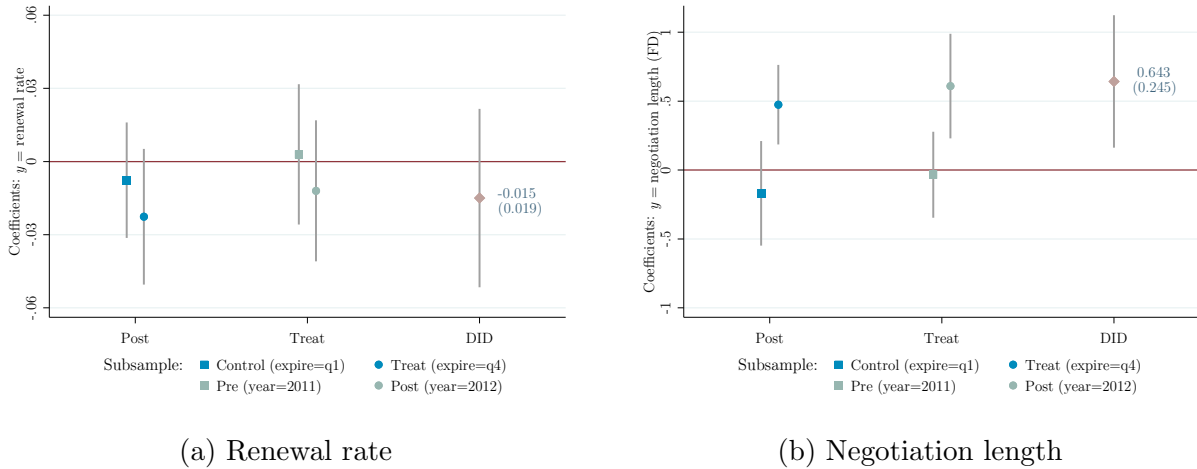 Coefficients: y = renewal rate
.06
.03
0
-.03
-.06
-0.015
(0.019)
Post Treat DID
Subsample: Control (expire=q1) Treat (expire=q4)
Pre (year=2011) Post (year=2012)
(a) Renewal rate
Coefficients: y = negotiation length (FD)
1
.5
0
-.5
-1
0.643
(0.245)
Post Treat DID
Subsample: Control (expire=q1) Treat (expire=q4)
Pre (year=2011) Post (year=2012)
(b) Negotiation length